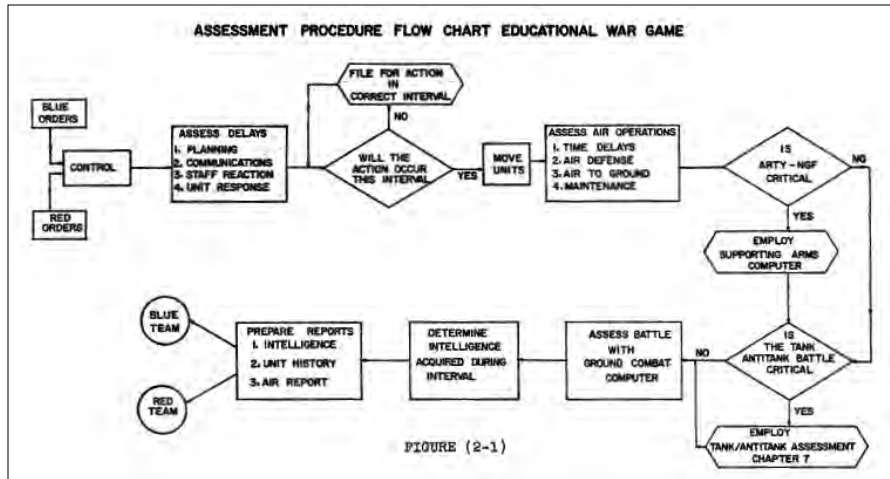 ASSESSMENT PROCEDURE FLOW CHART EDUCATIONAL WAR GAME
BLUE
ORDERS
CONTROL
RED
ORDERS
ASSESS DELAYS
1. PLANNING
2. COMMUNICATIONS
3. STAFF REACTION
4. UNIT RESPONSE
FILE FOR ACTION
IN
CORRECT INTERVAL
NO
WILL THE
ACTION OCCUR
THIS INTERVAL
YES
MOVE
UNITS
ASSESS AIR OPERATIONS
1. TIME DELAYS
2. AIR DEFENSE
3. AIR TO GROUND
4. MAINTENANCE
IS
ARTY-NGF
CRITICAL
NO
YES
EMPLOY
SUPPORTING ARMS
COMPUTER
IS
THE TANK
ANTITANK BATTLE
CRITICAL
NO
YES
EMPLOY
TANK/ANTITANK ASSESSMENT
CHAPTER 7
ASSESS BATTLE
WITH
GROUND COMBAT
COMPUTER
DETERMINE
INTELLIGENCE
ACQUIRED DURING
INTERVAL
PREPARE REPORTS
1. INTELLIGENCE
2. UNIT HISTORY
3. AIR REPORT
BLUE
TEAM
RED
TEAM
FIGURE (2-1)